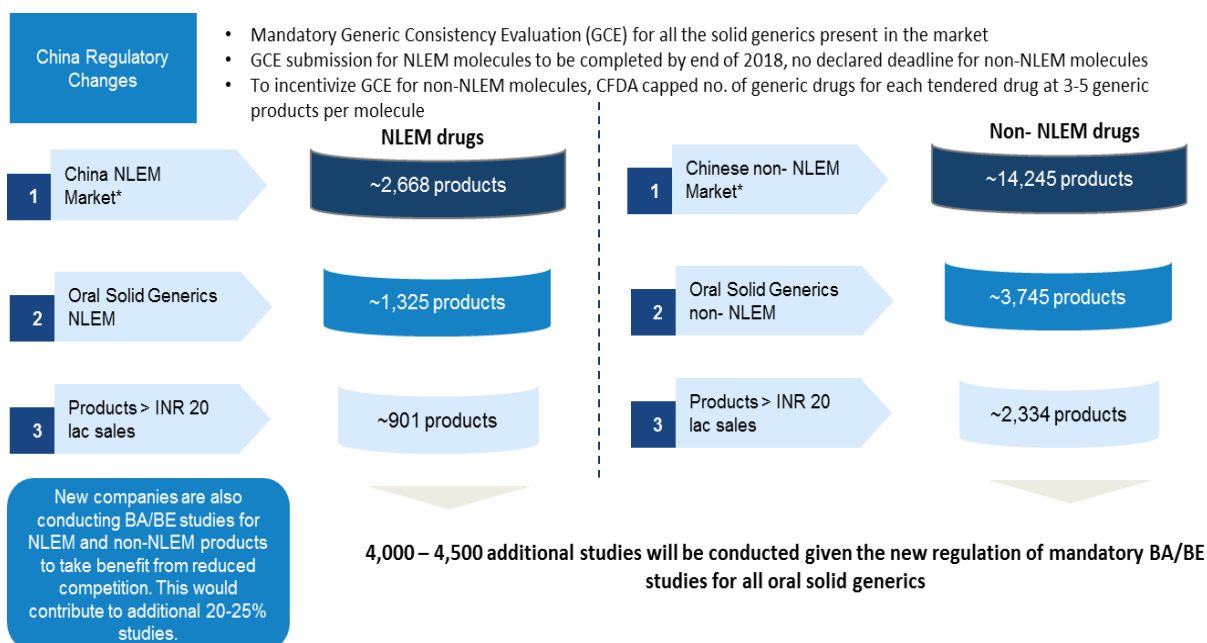 China Regulatory
Changes
• Mandatory Generic Consistency Evaluation (GCE) for all the solid generics present in the market
• GCE submission for NLEM molecules to be completed by end of 2018, no declared deadline for non-NLEM molecules
• To incentivize GCE for non-NLEM molecules, CFDA capped no. of generic drugs for each tendered drug at 3-5 generic
products per molecule
NLEM drugs
1
China NLEM
Market*
~2,668 products
2
Oral Solid Generics
NLEM
~1,325 products
3
Products > INR 20
lac sales
~901 products
Non- NLEM drugs
1
Chinese non- NLEM
Market*
~14,245 products
2
Oral Solid Generics
non- NLEM
~3,745 products
3
Products > INR 20
lac sales
~2,334 products
New companies are also
conducting BA/BE studies for
NLEM and non-NLEM products
to take benefit from reduced
competition. This would
contribute to additional 20-25%
studies.
4,000 – 4,500 additional studies will be conducted given the new regulation of mandatory BA/BE
studies for all oral solid generics